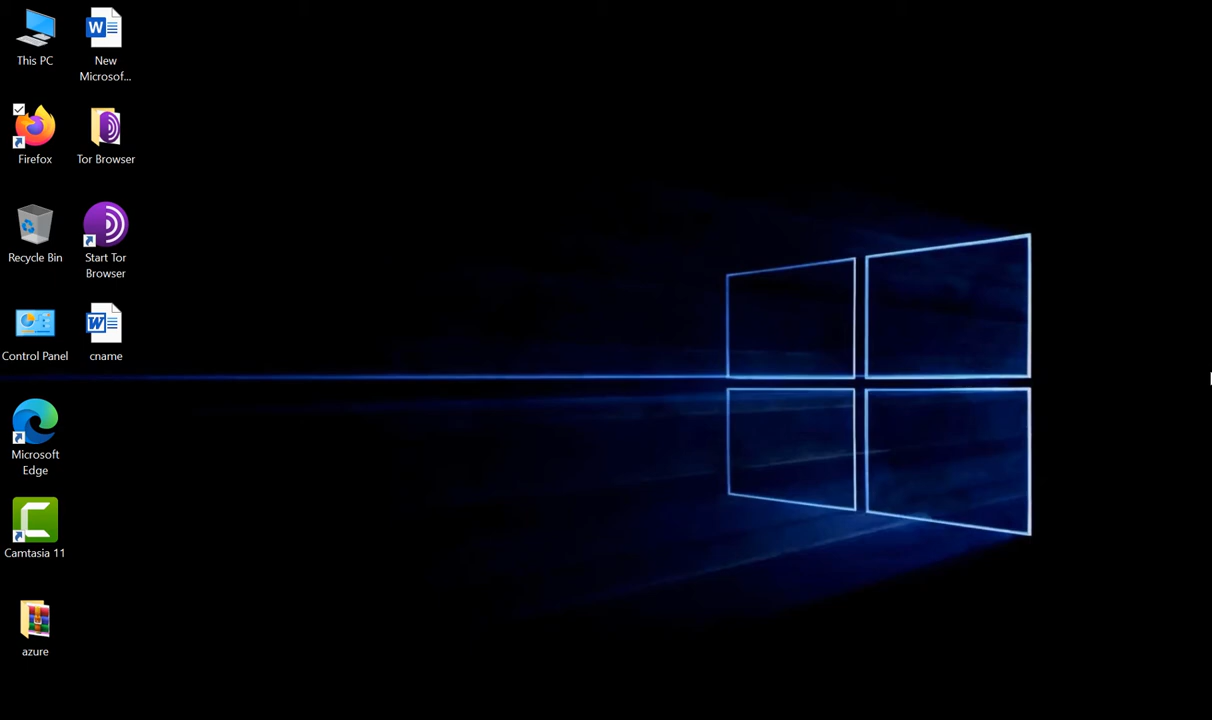 This PC
New
Microsof...
Firefox
Tor Browser
Recycle Bin
Start Tor
Browser
Control Panel
cname
Microsoft
Edge
Camtasia 11
azure